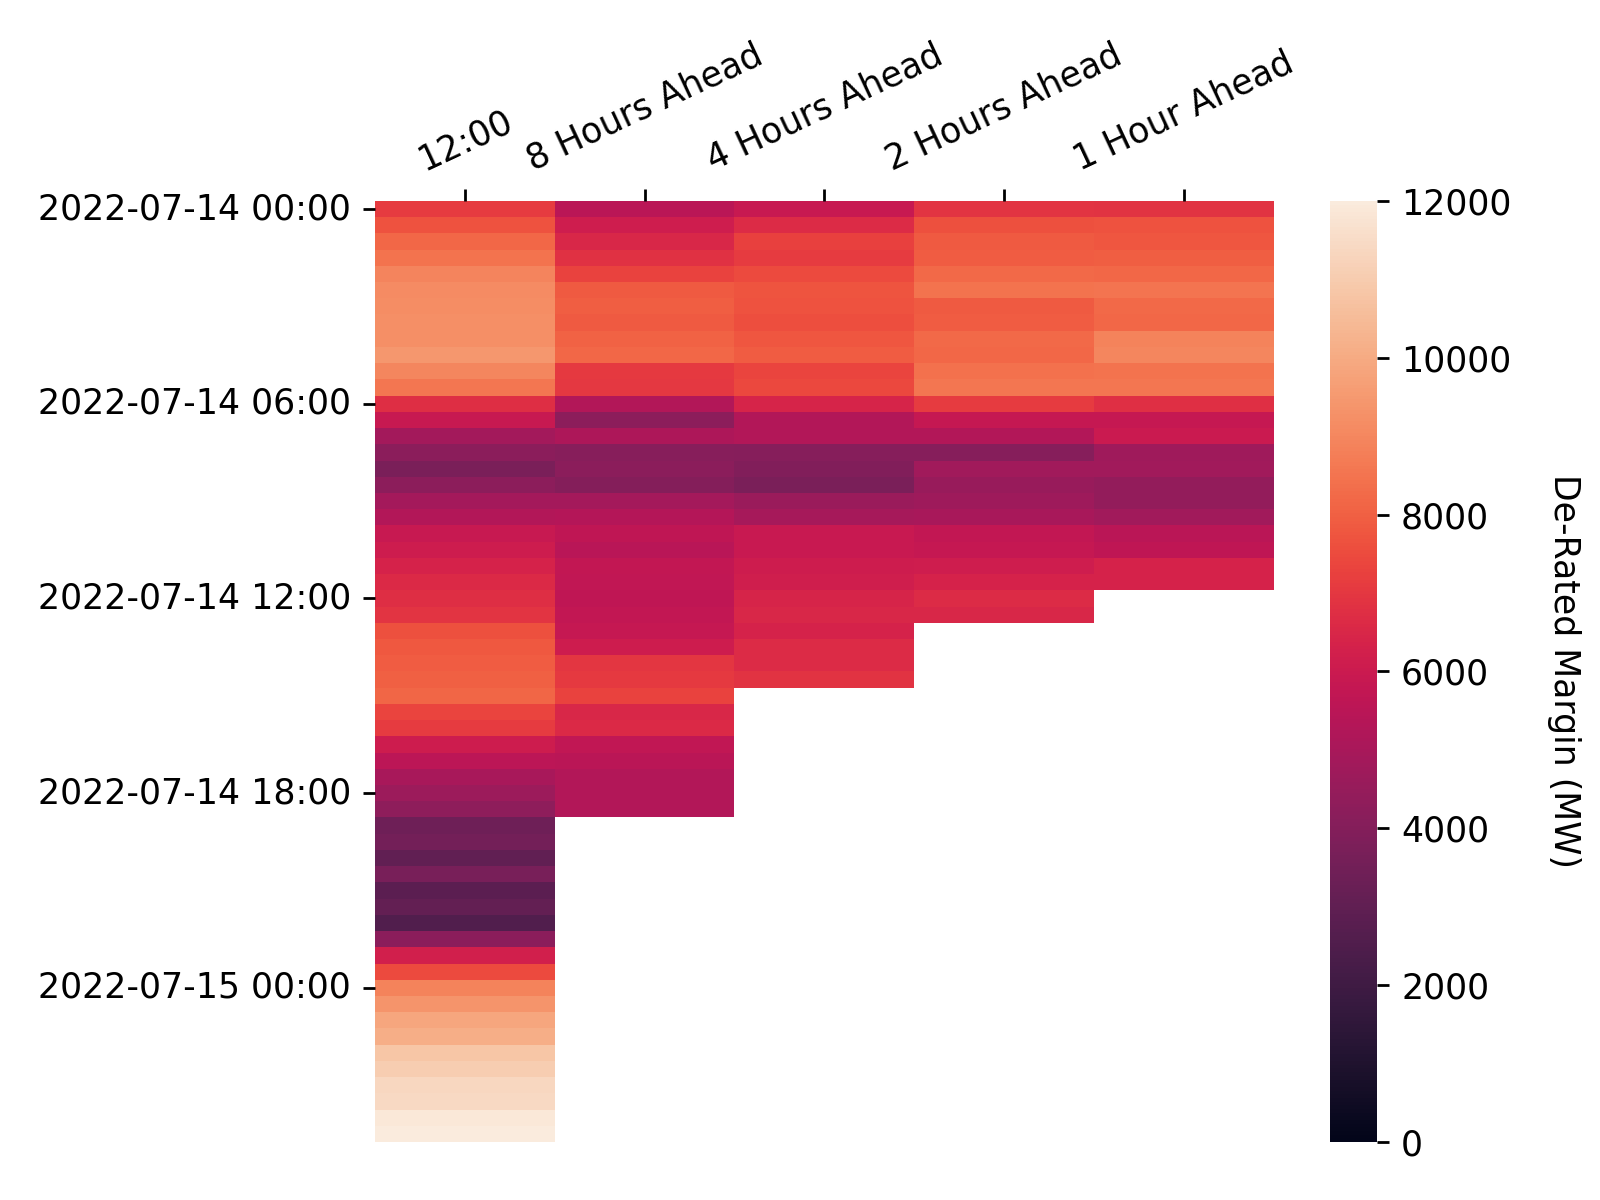 12:00
8 Hours Ahead
4 Hours Ahead
2 Hours Ahead
1 Hour Ahead
2022-07-14 00:00
2022-07-14 06:00
2022-07-14 12:00
2022-07-14 18:00
2022-07-15 00:00
12000
10000
8000
6000
4000
2000
0
De-Rated Margin (MW)